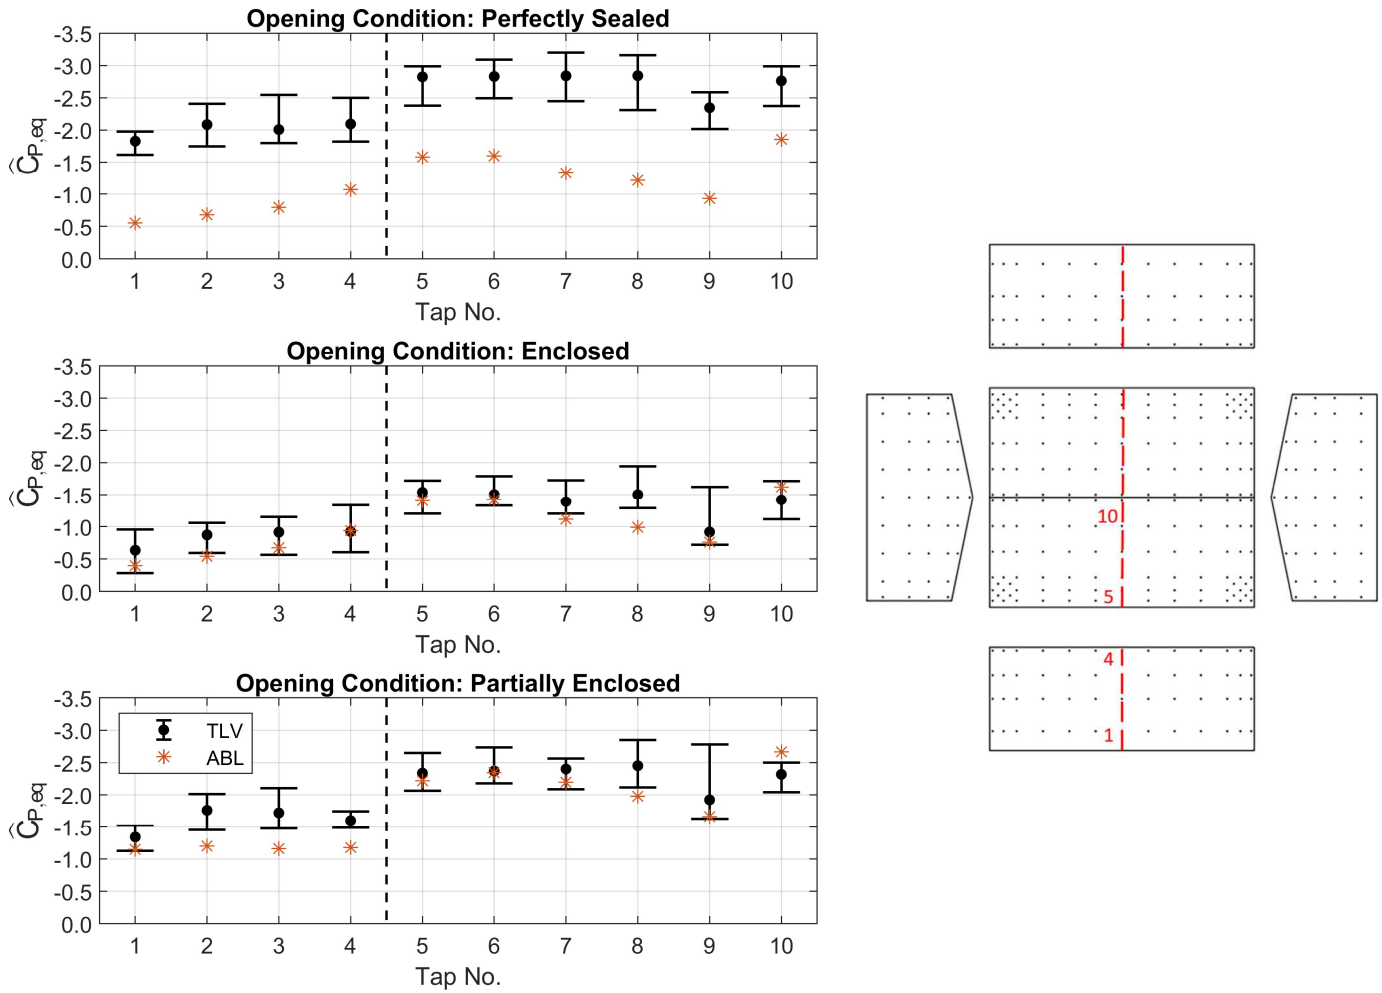 Opening Condition: Perfectly Sealed
-3.5
-3.0
-2.5
-2.0
-1.5
-1.0
-0.5
0.0
ĈP,eq
1 2 3 4 5 6 7 8 9 10
Tap No.
Opening Condition: Enclosed
-3.5
-3.0
-2.5
-2.0
-1.5
-1.0
-0.5
0.0
ĈP,eq
1 2 3 4 5 6 7 8 9 10
Tap No.
Opening Condition: Partially Enclosed
-3.5
-3.0
-2.5
-2.0
-1.5
-1.0
-0.5
0.0
ĈP,eq
TLV
ABL
1 2 3 4 5 6 7 8 9 10
Tap No.
10
5
4
1